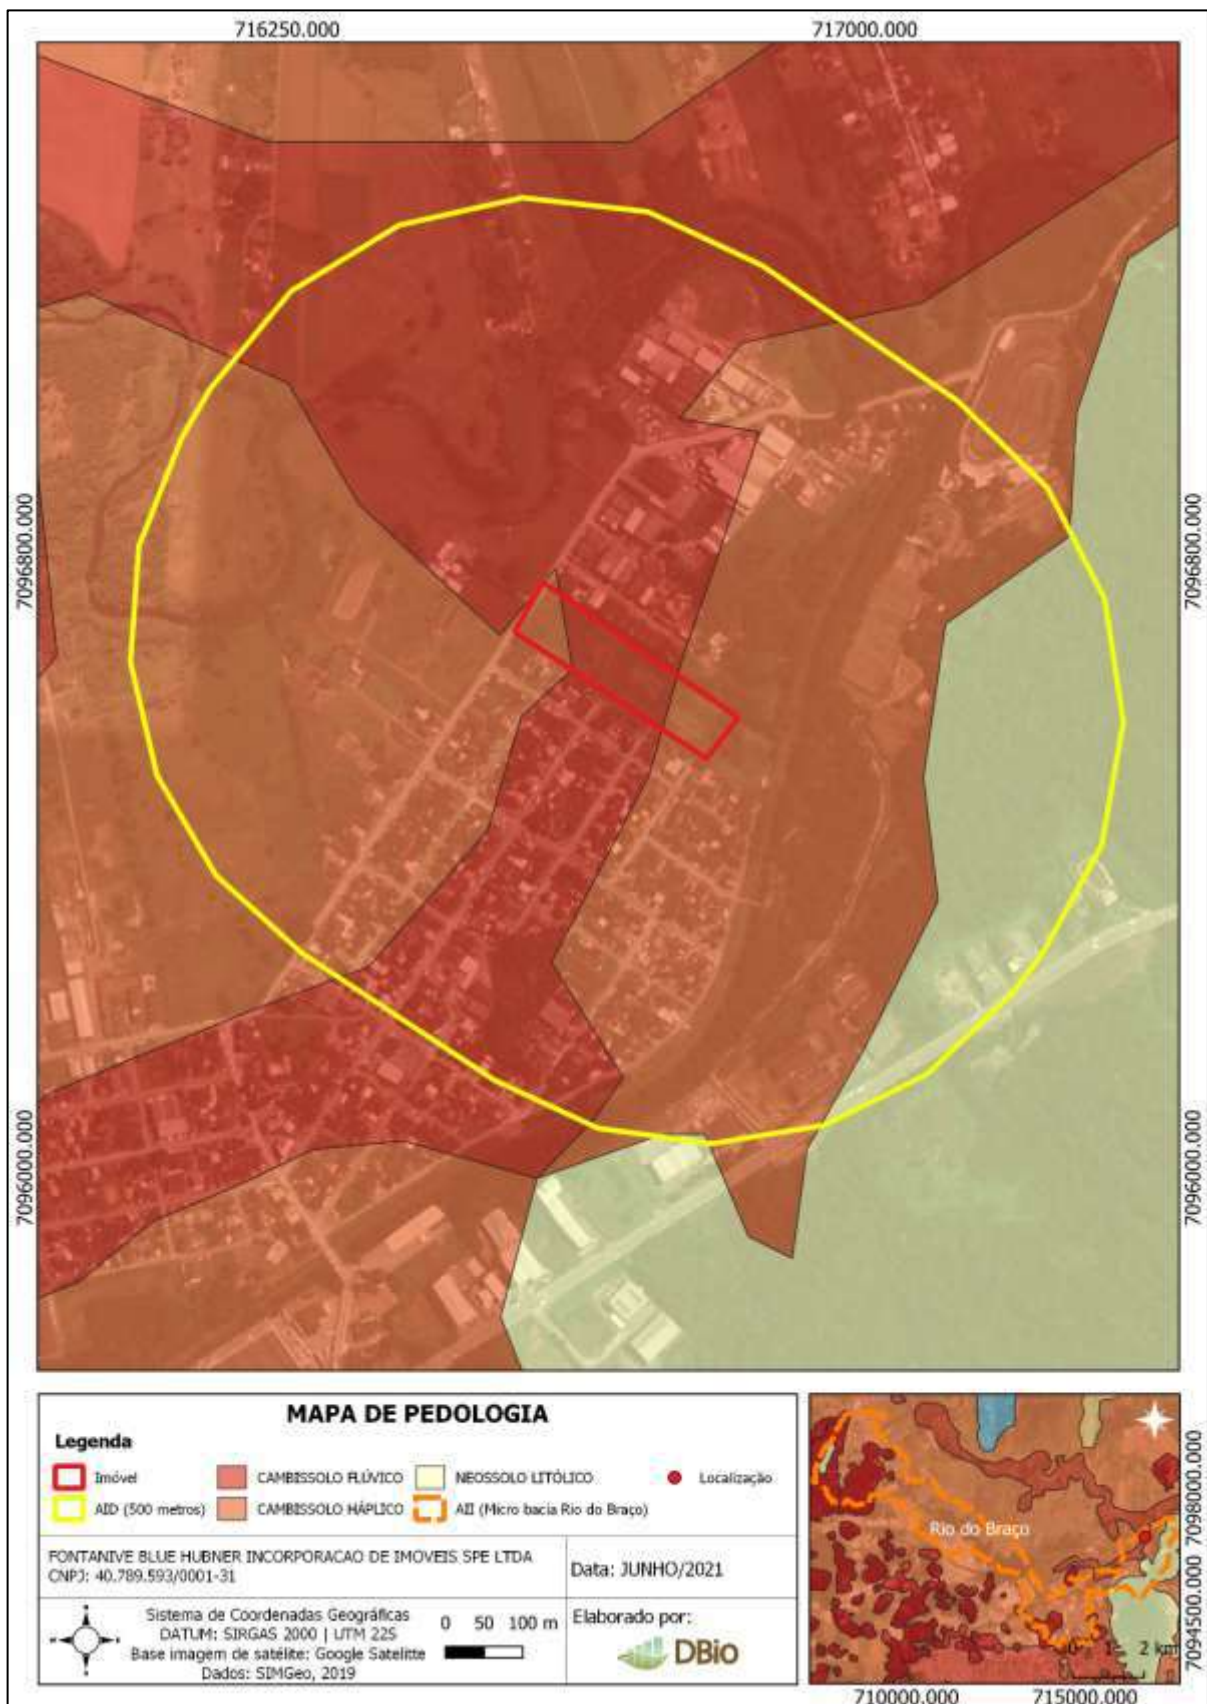 716250.000
717000.000
7096800.000
7096800.000
7096000.000
7096000.000
MAPA DE PEDOLOGIA
Legenda
Imóvel
CAMBISSOLO FLÚVICO
NEOSSOLO LITÓLICO
Localização
AID (500 metros)
CAMBISSOLO HÁPLICO
AII (Micro bacia Rio do Braço)
FONTANIVE BLUE HUBNER INCORPORACAO DE IMOVEIS SPE LTDA
CNPJ: 40.789.593/0001-31
Data: JUNHO/2021
Sistema de Coordenadas Geográficas
DATUM: SIRGAS 2000 | UTM 22S
Base imagem de satélite: Google Satelitte
Dados: SIMGeo, 2019
0 50 100 m
Elaborado por:
DBio
Rio do Braço
0 1 2 km
7098000.000
7094500.000
710000.000
715000.000